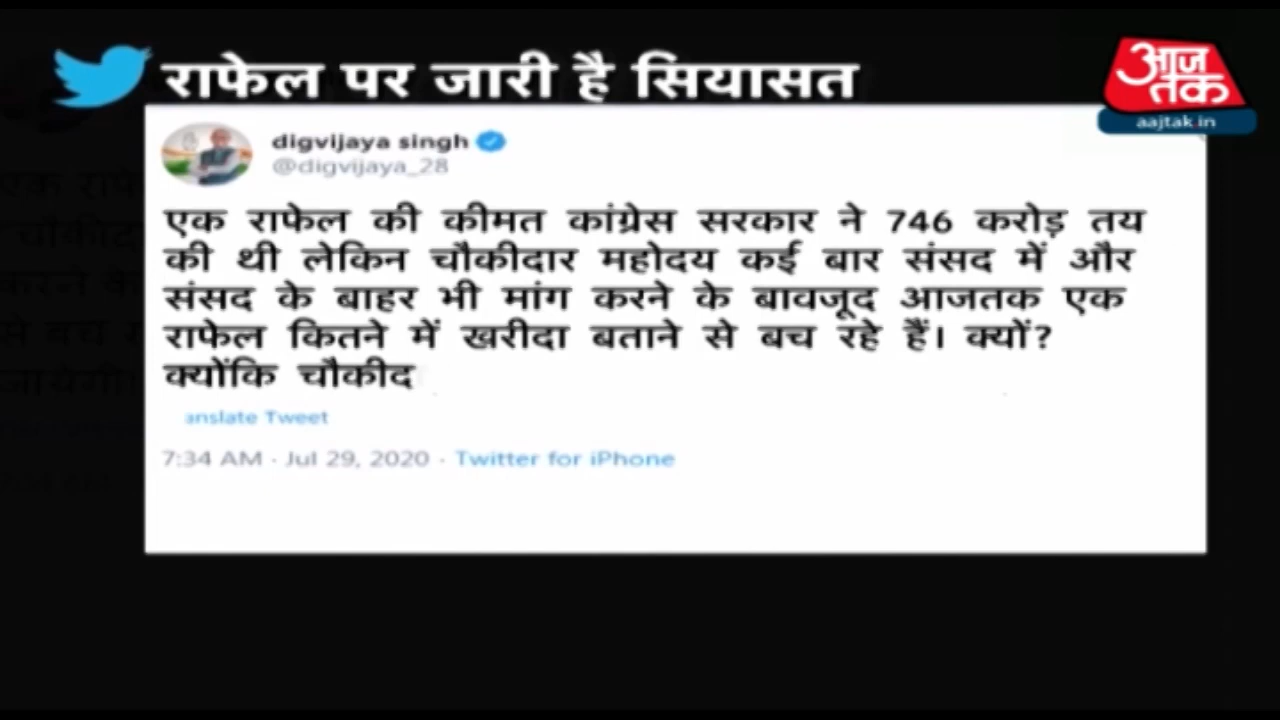 राफेल पर जारी है सियासत
आज
तक
aajtak.in
digvijaya singh
@digvijaya_28
एक राफेल की कीमत कांग्रेस सरकार ने 746 करोड़ तय
की थी लेकिन चौकीदार महोदय कई बार संसद में और
संसद के बाहर भी मांग करने के बावजूद आजतक एक
राफेल कितने में खरीदा बताने से बच रहे हैं। क्यों?
क्योंकि चौकीद
anslate Tweet
7:34 AM · Jul 29, 2020 · Twitter for iPhone